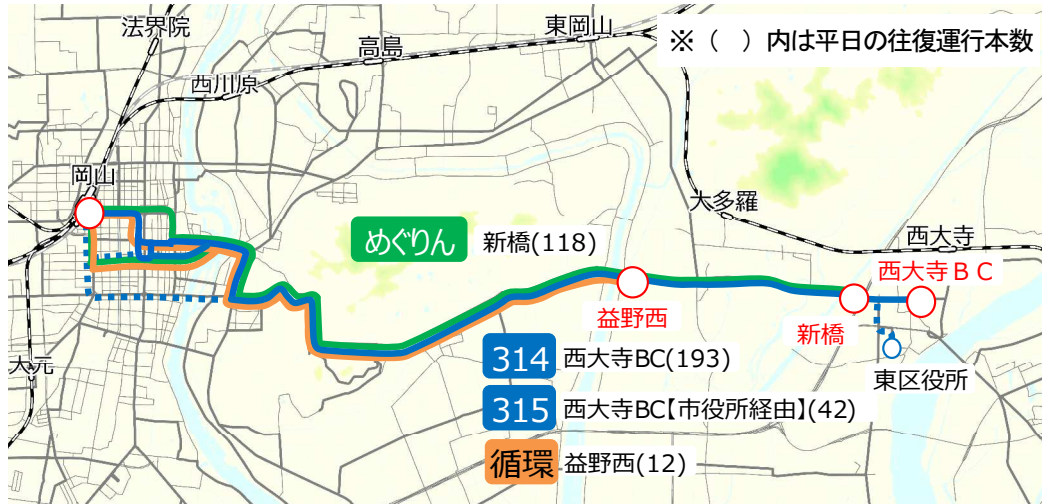 法界院
東岡山
※（　）内は平日の往復運行本数
高島
西川原
岡山
大多羅
めぐりん 新橋(118)
西大寺
西大寺ＢＣ
益野西
新橋
314 西大寺BC(193)
大元
東区役所
315 西大寺BC【市役所経由】(42)
循環 益野西(12)